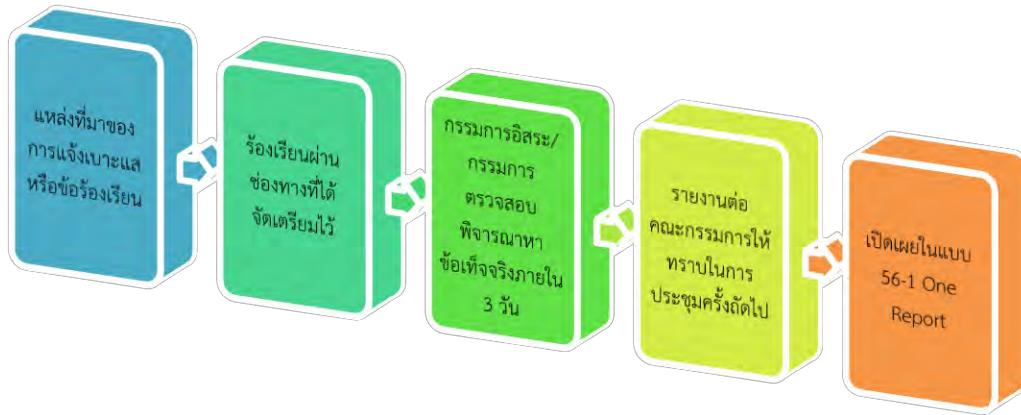 แหล่งที่มาของ
การแจ้งเบาะแส
หรือข้อร้องเรียน
ร้องเรียนผ่าน
ช่องทางที่ได้
จัดเตรียมไว้
กรรมการอิสระ/
กรรมการ
ตรวจสอบ
พิจารณาหา
ข้อเท็จจริงภายใน
3 วัน
รายงานต่อ
คณะกรรมการให้
ทราบในการ
ประชุมครั้งถัดไป
เปิดเผยในแบบ
56-1 One
Report